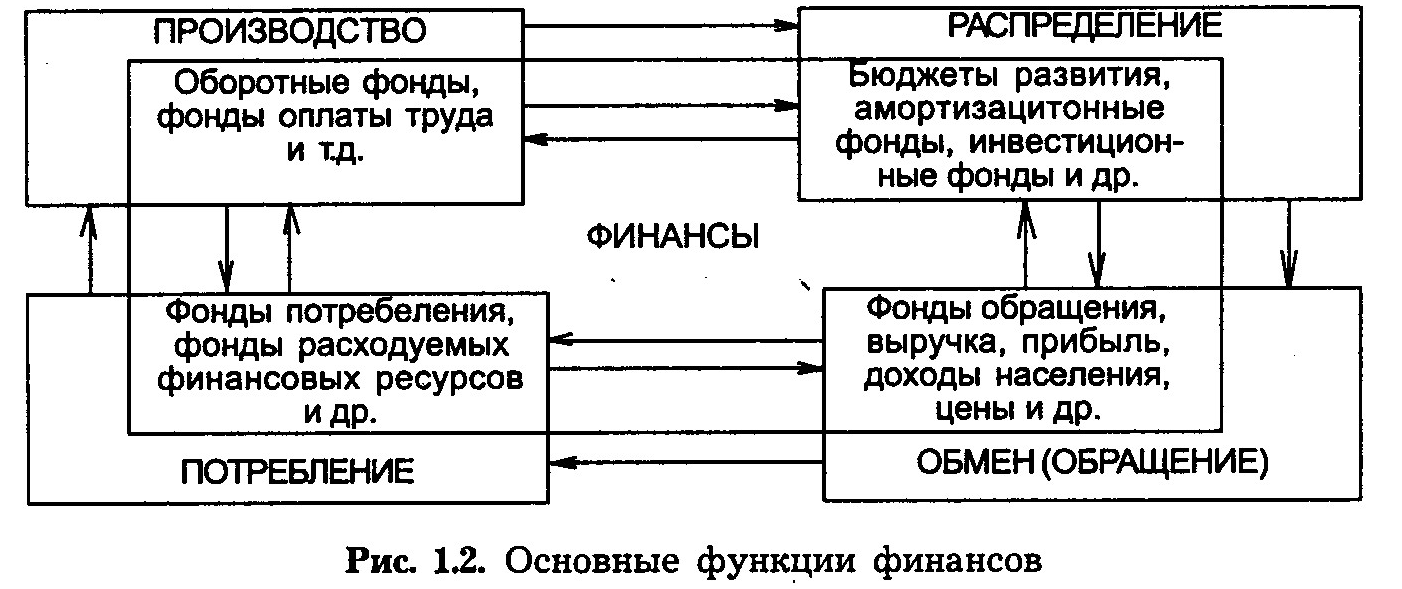 ПРОИЗВОДСТВО
Оборотные фонды,
фонды оплаты труда
и т.д.
РАСПРЕДЕЛЕНИЕ
Бюджеты развития,
амортизацитонные
фонды, инвестицион-
ные фонды и др.
ФИНАНСЫ
Фонды потребеления,
фонды расходуемых
финансовых ресурсов
и др.
ПОТРЕБЛЕНИЕ
Фонды обращения,
выручка, прибыль,
доходы населения,
цены и др.
ОБМЕН (ОБРАЩЕНИЕ)
Рис. 1.2. Основные функции финансов